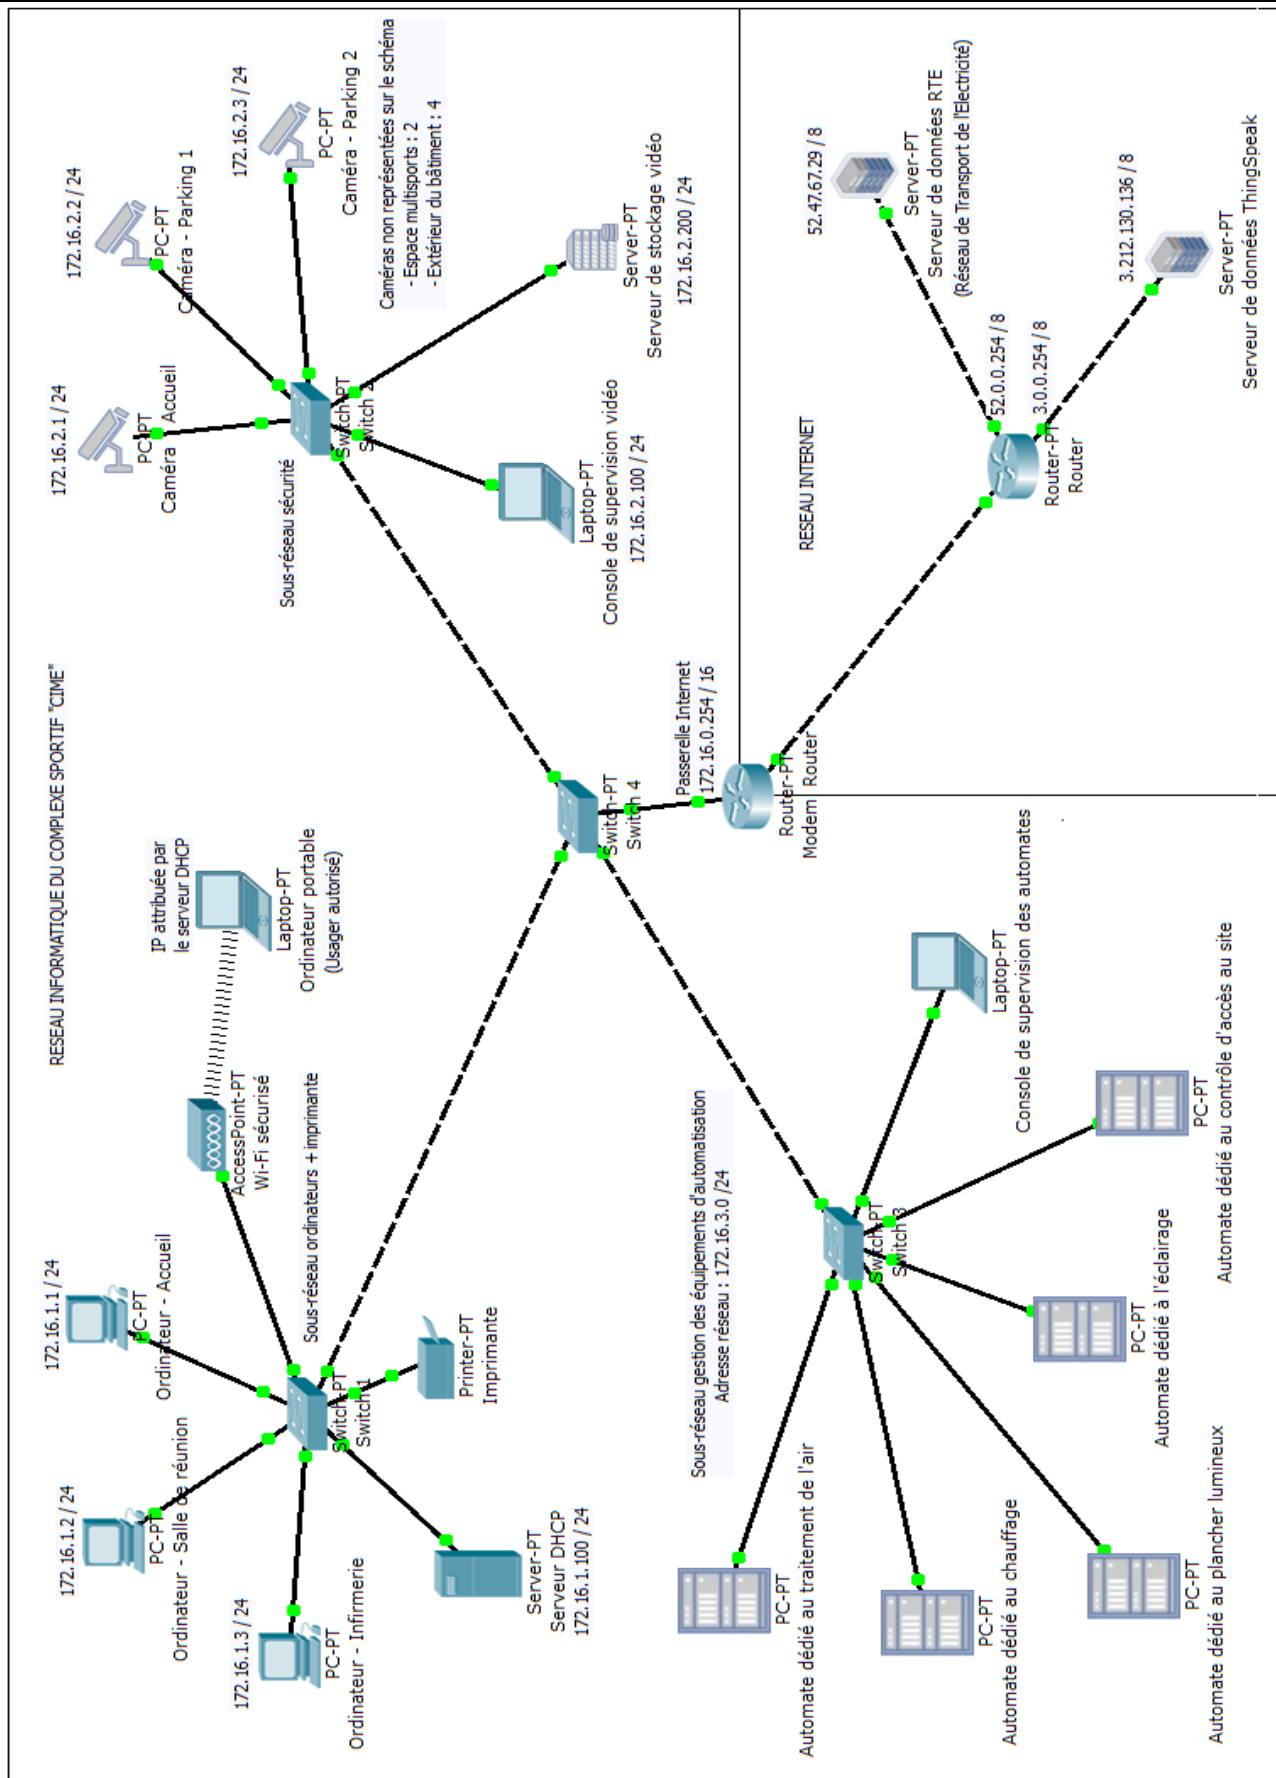 RESEAU INFORMATIQUE DU COMPLEXE SPORTIF "CIME"
172.16.1.1 / 24
PC-PT
Ordinateur - Accueil
172.16.1.2 / 24
PC-PT
Ordinateur - Salle de réunion
172.16.1.3 / 24
PC-PT
Ordinateur - Infirmerie
AccessPoint-PT
Wi-Fi sécurisé
IP attribuée par
le serveur DHCP
Laptop-PT
Ordinateur portable
(Usager autorisé)
Sous-réseau ordinateurs + imprimante
Switch-PT
Switch 1
Printer-PT
Imprimante
Server-PT
Serveur DHCP
172.16.1.100 / 24
172.16.2.1 / 24
PC-PT
Caméra - Accueil
172.16.2.2 / 24
PC-PT
Caméra - Parking 1
172.16.2.3 / 24
PC-PT
Caméra - Parking 2
Caméras non représentées sur le schéma
- Espace multisports : 2
- Extérieur du bâtiment : 4
Sous-réseau sécurité
Switch-PT
Switch 2
Laptop-PT
Console de supervision vidéo
172.16.2.100 / 24
Server-PT
Serveur de stockage vidéo
172.16.2.200 / 24
Switch-PT
Switch 4
Passerelle Internet
172.16.0.254 / 16
Router-PT
Modem Router
Sous-réseau gestion des équipements d'automatisation
Adresse réseau : 172.16.3.0 /24
Switch-PT
Switch 3
PC-PT
Automate dédié au traitement de l'air
PC-PT
Automate dédié au chauffage
PC-PT
Automate dédié au plancher lumineux
PC-PT
Automate dédié à l'éclairage
PC-PT
Automate dédié au contrôle d'accès au site
Laptop-PT
Console de supervision des automates
RESEAU INTERNET
52.47.67.29 / 8
Server-PT
Serveur de données RTE
(Réseau de Transport de l'Electricité)
52.0.0.254 / 8
3.0.0.254 / 8
Router-PT
Router
3.212.130.136 / 8
Server-PT
Serveur de données ThingSpeak